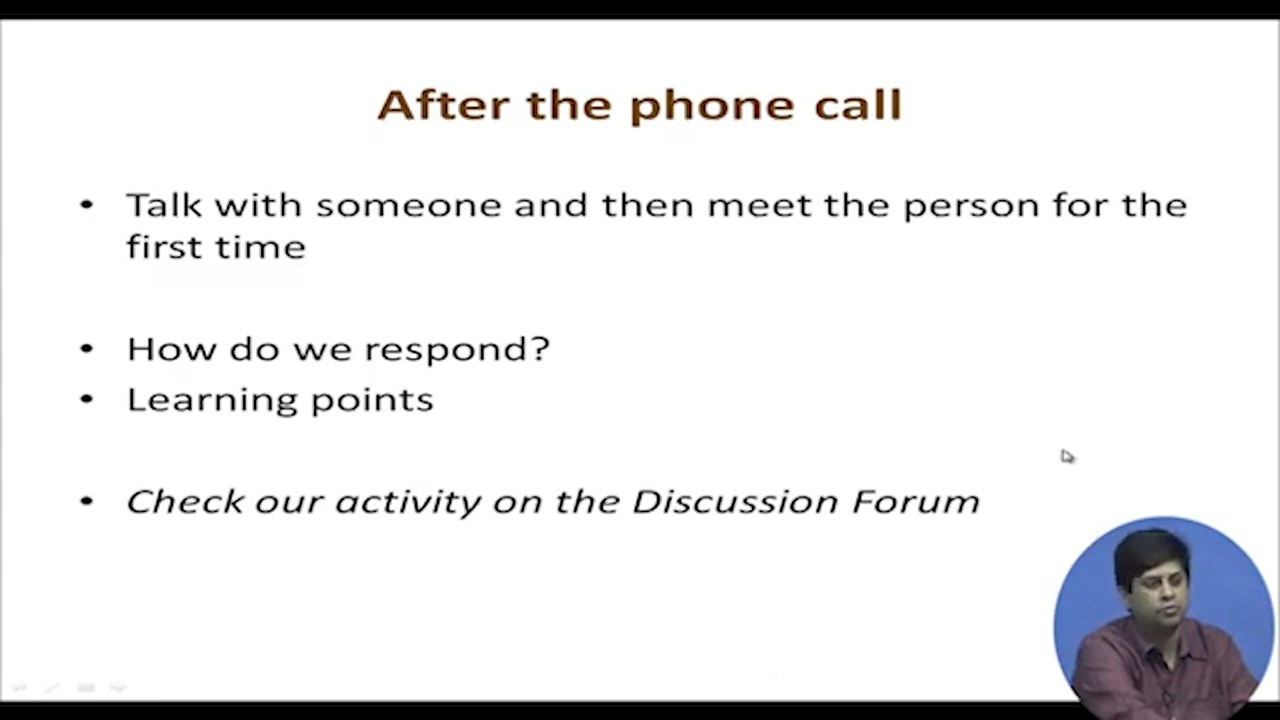 After the phone call
• Talk with someone and then meet the person for the
first time
• How do we respond?
• Learning points
• Check our activity on the Discussion Forum